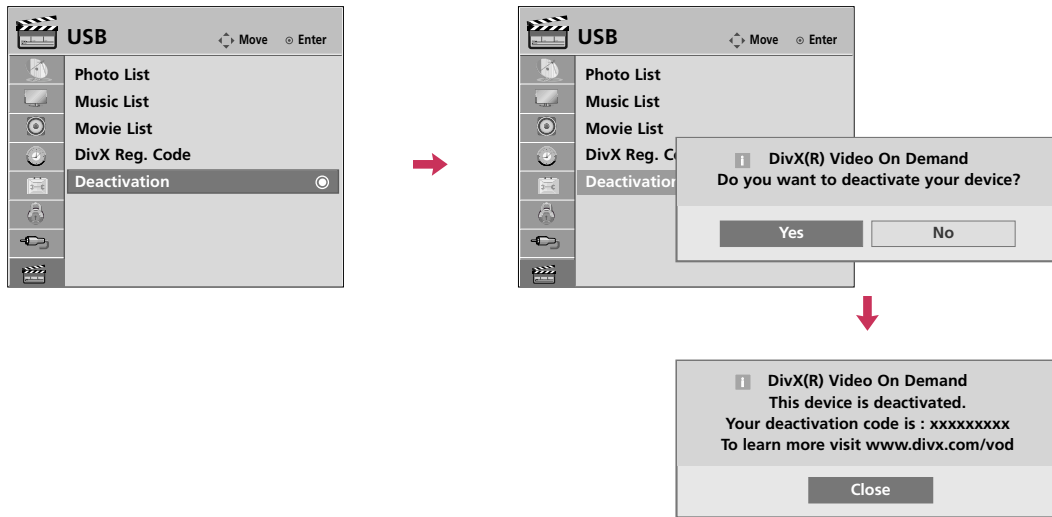 USB Move Enter
Photo List
Music List
Movie List
DivX Reg. Code
Deactivation
USB Move Enter
Photo List
Music List
Movie List
DivX Reg. C
Deactivation
i DivX(R) Video On Demand
Do you want to deactivate your device?
Yes No
i DivX(R) Video On Demand
This device is deactivated.
Your deactivation code is : xxxxxxxxx
To learn more visit www.divx.com/vod
Close